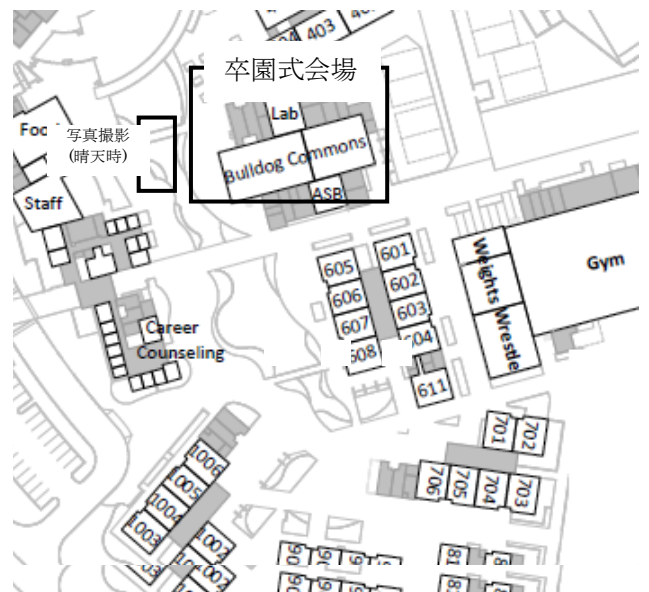 403
卒園式会場
Lab
写真撮影
(晴天時)
Bulldog Commons
ASB
Staff
Career
Counseling
605
606
607
608
601
602
603
604
611
Weights
Wrestle
Gym
701
702
706
705
704
703
1006
1005
1004
1003
1002